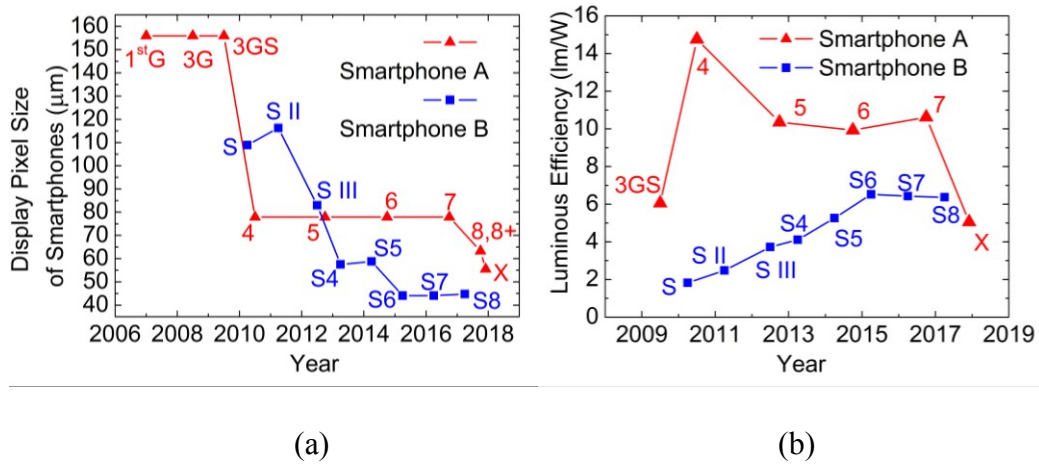 Display Pixel Size
of Smartphones (μm)
160
150
140
130
120
110
100
90
80
70
60
50
40
1stG
3G
3GS
Smartphone A
Smartphone B
S
S II
S III
4
5
6
7
8,8+
X
S4
S5
S6
S7
S8
2006 2008 2010 2012 2014 2016 2018
Year
(a)
Luminous Efficiency (lm/W)
16
14
12
10
8
6
4
2
0
Smartphone A
Smartphone B
3GS
4
5
6
7
X
S
S II
S III
S4
S5
S6
S7
S8
2009 2011 2013 2015 2017 2019
Year
(b)